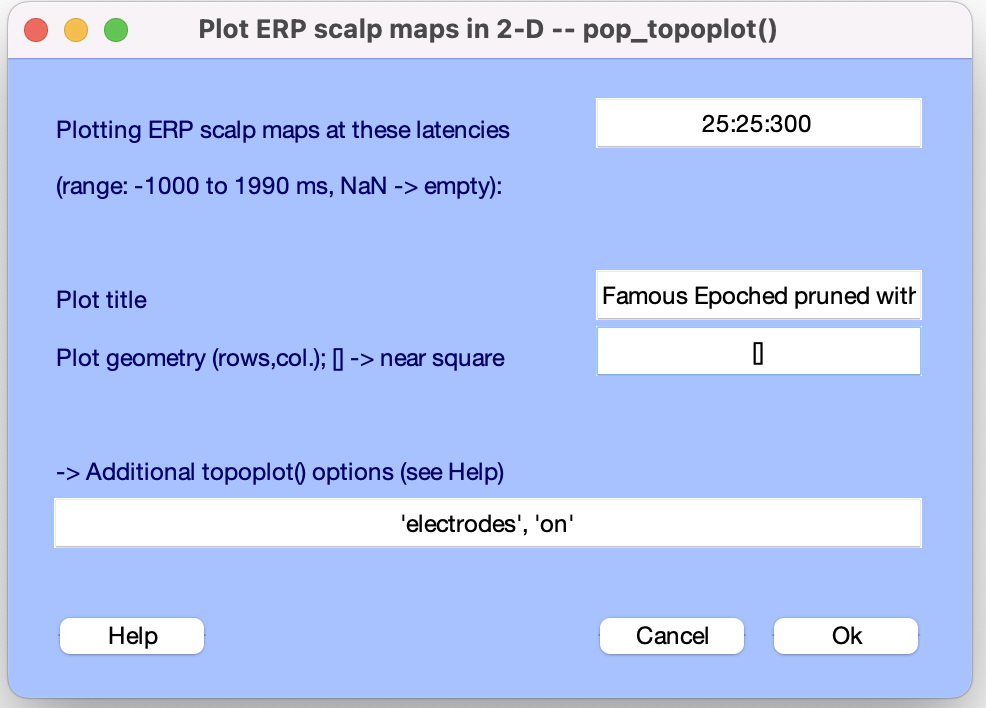 Plot ERP scalp maps in 2-D -- pop_topoplot()
Plotting ERP scalp maps at these latencies
25:25:300
(range: -1000 to 1990 ms, NaN -> empty):
Plot title
Famous Epoched pruned with
Plot geometry (rows,col.); [] -> near square
[]
-> Additional topoplot() options (see Help)
'electrodes', 'on'
Help
Cancel
Ok